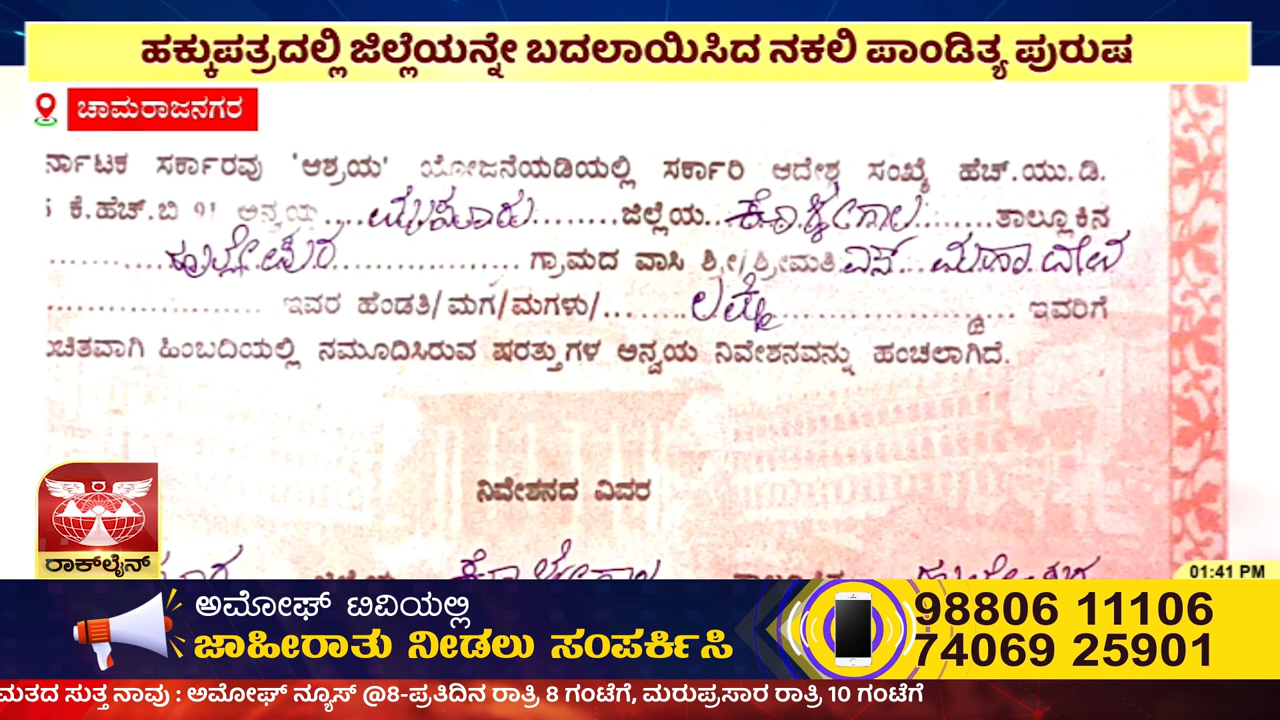 ಹಕ್ಕುಪತ್ರದಲ್ಲಿ ಜಿಲ್ಲೆಯನ್ನೇ ಬದಲಾಯಿಸಿದ ನಕಲಿ ಪಾಂಡಿತ್ಯ ಪುರುಷ
ಚಾಮರಾಜನಗರ
ರ್ನಾಟಕ ಸರ್ಕಾರವು 'ಆಶ್ರಯ' ಯೋಜನೆಯಡಿಯಲ್ಲಿ ಸರ್ಕಾರಿ ಆದೇಶ ಸಂಖ್ಯೆ ಹೆಚ್.ಯು.ಡಿ.
ಕೆ.ಹೆಚ್.ಬಿ 91 ಅನ್ವಯ.....ಮೈಸೂರು.........ಜಿಲ್ಲೆಯ...ಕೊಳ್ಳೇಗಾಲ.......ತಾಲ್ಲೂಕಿನ
ಗ್ರಾಮದ ವಾಸಿ ಶ್ರೀ/ಶ್ರೀಮತಿ ಎನ್ ಮಹಾದೇವ
ಇವರ ಹೆಂಡತಿ/ಮಗ/ಮಗಳು/ ಇವರಿಗೆ
ಚಿತವಾಗಿ ಹಿಂಬದಿಯಲ್ಲಿ ನಮೂದಿಸಿರುವ ಷರತ್ತುಗಳ ಅನ್ವಯ ನಿವೇಶನವನ್ನು ಹಂಚಲಾಗಿದೆ.
ನಿವೇಶನದ ವಿವರ
ರಾಕ್‌ಲೈನ್
01:41 PM
ಅಮೋಘ್ ಟಿವಿಯಲ್ಲಿ
ಜಾಹೀರಾತು ನೀಡಲು ಸಂಪರ್ಕಿಸಿ
98806 11106
74069 25901
ಮತದ ಸುತ್ತ ನಾವು : ಅಮೋಘ್ ನ್ಯೂಸ್ @8-ಪ್ರತಿದಿನ ರಾತ್ರಿ 8 ಗಂಟೆಗೆ, ಮರುಪ್ರಸಾರ ರಾತ್ರಿ 10 ಗಂಟೆಗೆ